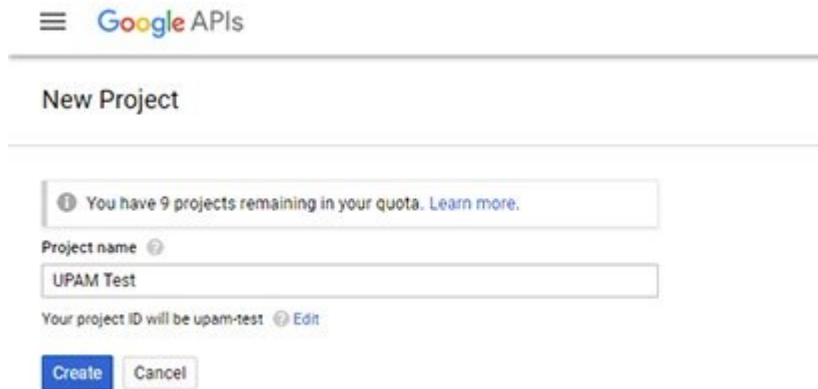 Google APIs
New Project
You have 9 projects remaining in your quota. Learn more.
Project name
UPAM Test
Your project ID will be upam-test Edit
Create Cancel